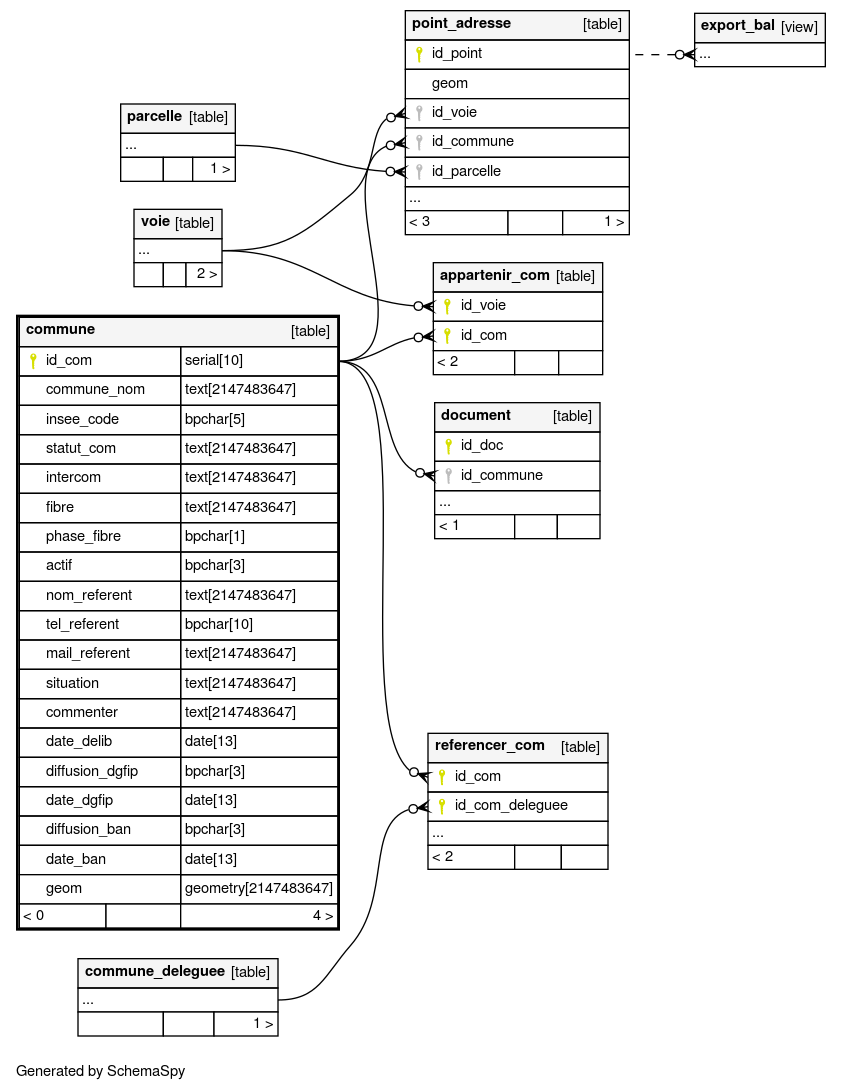 point_adresse [table]
id_point
geom
id_voie
id_commune
id_parcelle
...
< 3 1 >
export_bal [view]
...
parcelle [table]
...
1 >
voie [table]
...
2 >
appartenir_com [table]
id_voie
id_com
< 2
commune [table]
id_com serial[10]
commune_nom text[2147483647]
insee_code bpchar[5]
statut_com text[2147483647]
intercom text[2147483647]
fibre text[2147483647]
phase_fibre bpchar[1]
actif bpchar[3]
nom_referent text[2147483647]
tel_referent bpchar[10]
mail_referent text[2147483647]
situation text[2147483647]
commenter text[2147483647]
date_delib date[13]
diffusion_dgfip bpchar[3]
date_dgfip date[13]
diffusion_ban bpchar[3]
date_ban date[13]
geom geometry[2147483647]
< 0 4 >
document [table]
id_doc
id_commune
...
< 1
referencer_com [table]
id_com
id_com_deleguee
...
< 2
commune_deleguee [table]
...
1 >
Generated by SchemaSpy